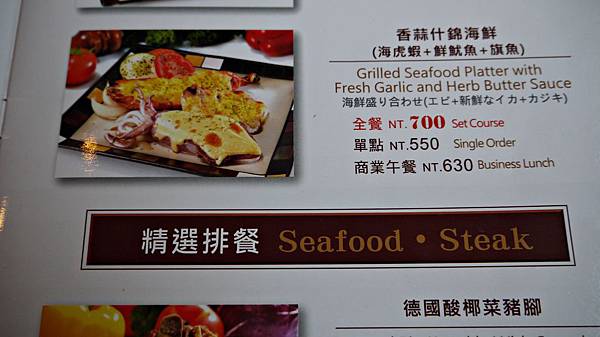 香蒜什錦海鮮
(海虎蝦+鮮魷魚+旗魚)
Grilled Seafood Platter with
Fresh Garlic and Herb Butter Sauce
海鮮盛り合わせ(エビ+新鮮なイカ+カジキ)
全餐 NT.700 Set Course
單點 NT.550 Single Order
商業午餐 NT.630 Business Lunch
精選排餐 Seafood • Steak
德國酸椰菜豬腳